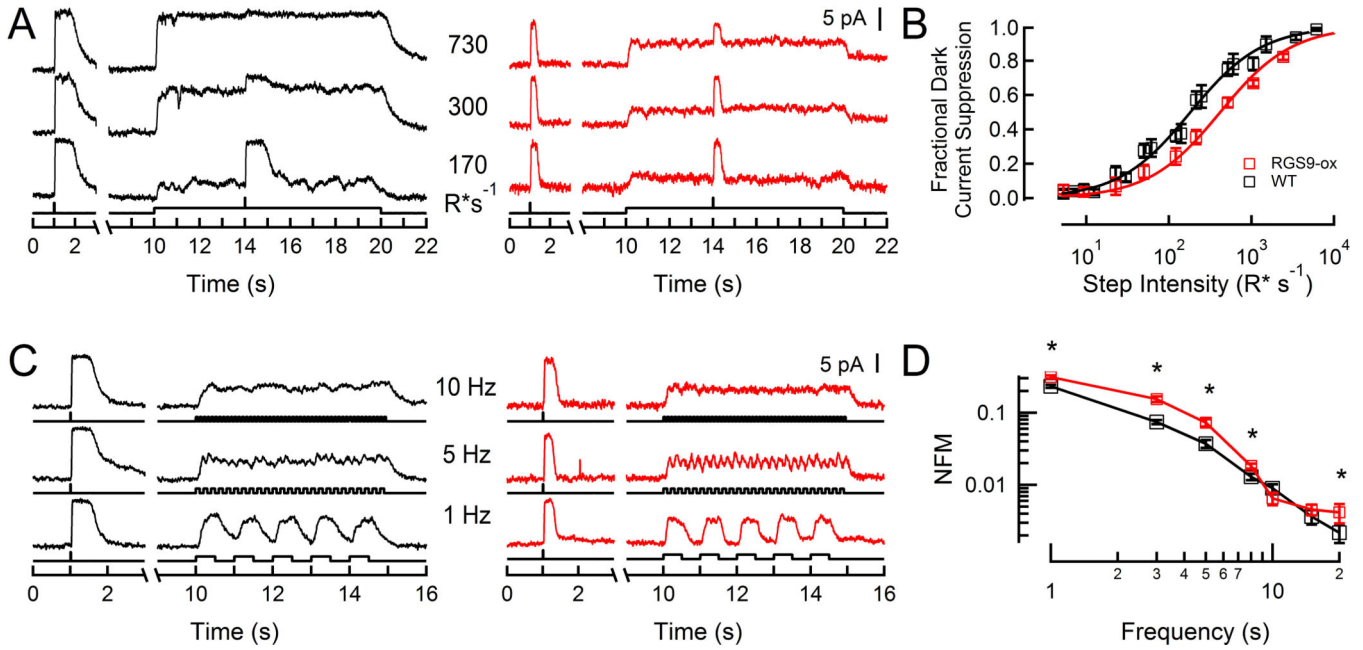 A
5 pA
730
300
170
R*s⁻¹
0 2 10 12 14 16 18 20 22
Time (s)
0 2 10 12 14 16 18 20 22
Time (s)
B
Fractional Dark
Current Suppression
1.0
0.8
0.6
0.4
0.2
0.0
RGS9-ox
WT
10¹ 10² 10³ 10⁴
Step Intensity (R* s⁻¹)
C
5 pA
10 Hz
5 Hz
1 Hz
0 2 10 12 14 16
Time (s)
0 2 10 12 14 16
Time (s)
D
* * * * *
NFM
0.1
0.01
1 2 3 4 5 6 7 10 2
Frequency (s)